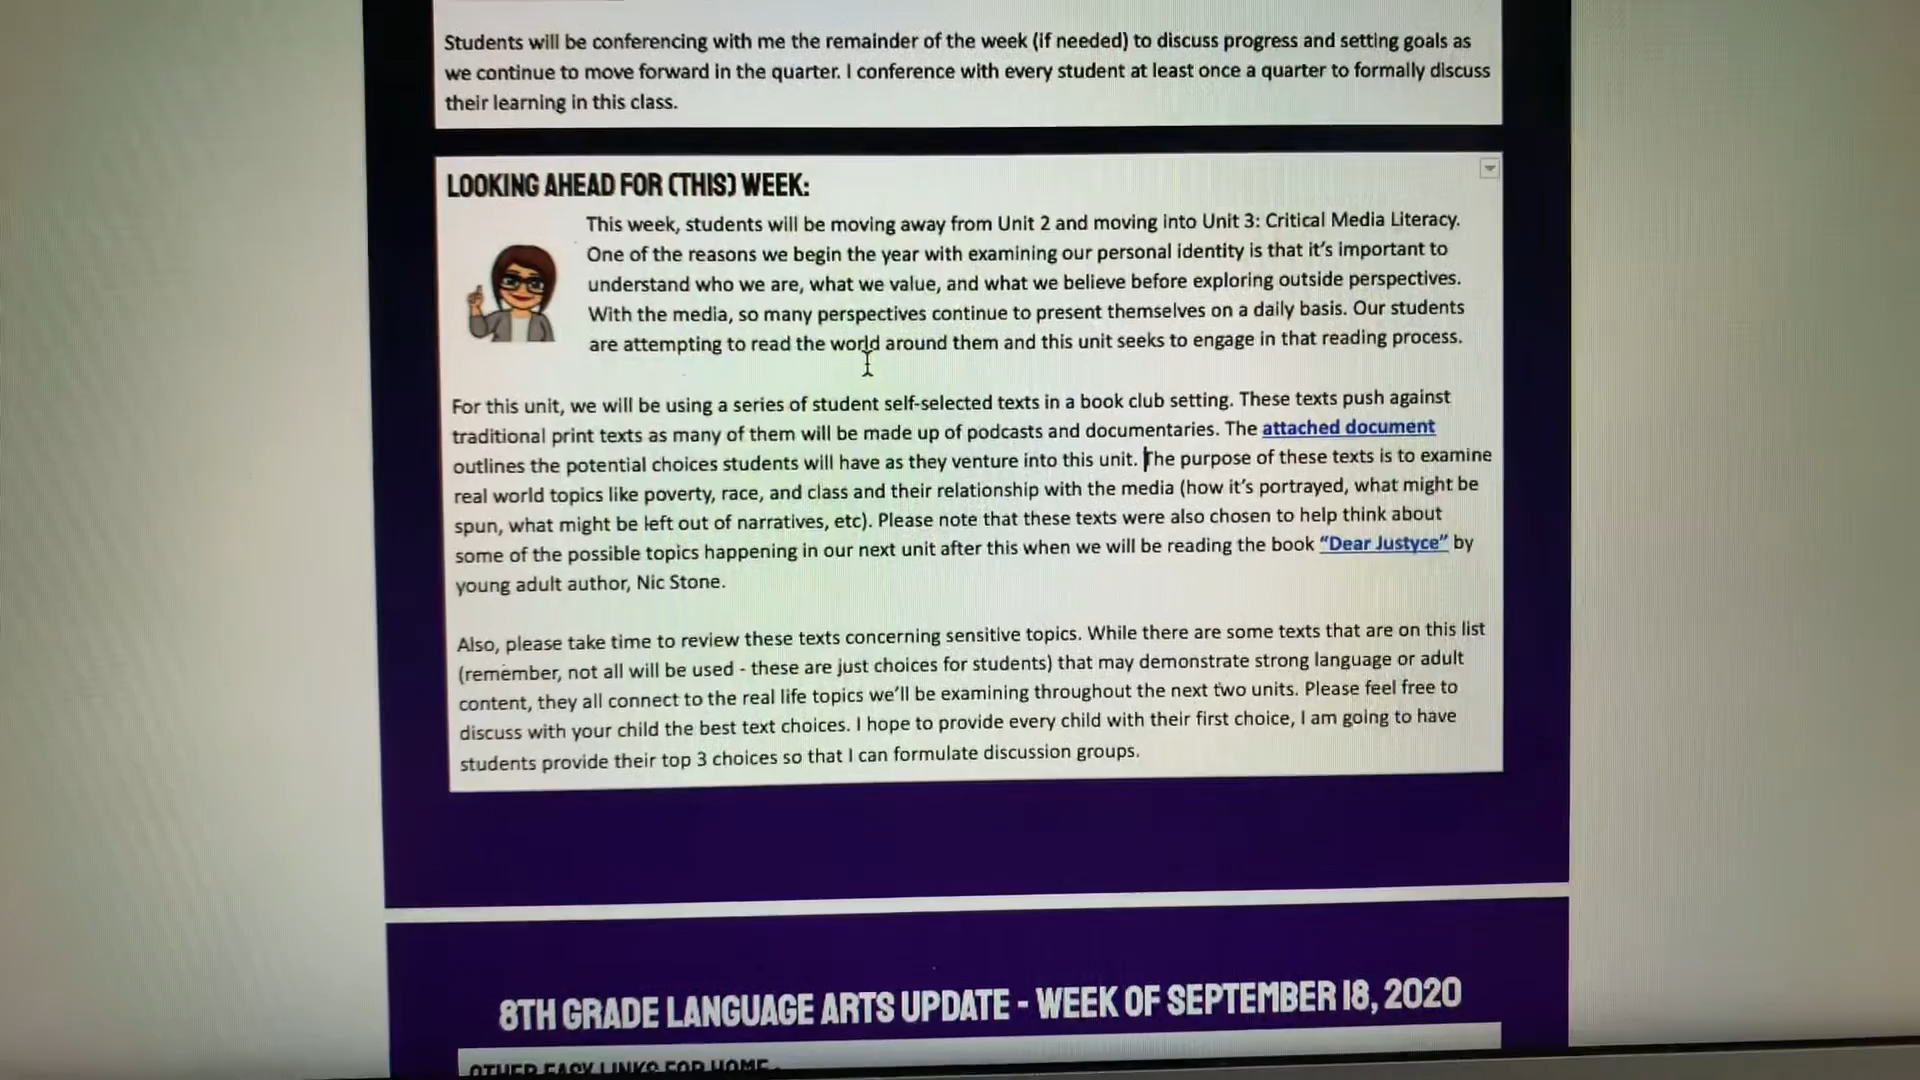 Students will be conferencing with me the remainder of the week (if needed) to discuss progress and setting goals as
we continue to move forward in the quarter. I conference with every student at least once a quarter to formally discuss
their learning in this class.
LOOKING AHEAD FOR (THIS) WEEK:
This week, students will be moving away from Unit 2 and moving into Unit 3: Critical Media Literacy.
One of the reasons we begin the year with examining our personal identity is that it's important to
understand who we are, what we value, and what we believe before exploring outside perspectives.
With the media, so many perspectives continue to present themselves on a daily basis. Our students
are attempting to read the world around them and this unit seeks to engage in that reading process.
For this unit, we will be using a series of student self-selected texts in a book club setting. These texts push against
traditional print texts as many of them will be made up of podcasts and documentaries. The attached document
outlines the potential choices students will have as they venture into this unit. The purpose of these texts is to examine
real world topics like poverty, race, and class and their relationship with the media (how it's portrayed, what might be
spun, what might be left out of narratives, etc). Please note that these texts were also chosen to help think about
some of the possible topics happening in our next unit after this when we will be reading the book “Dear Justyce” by
young adult author, Nic Stone.
Also, please take time to review these texts concerning sensitive topics. While there are some texts that are on this list
(remember, not all will be used - these are just choices for students) that may demonstrate strong language or adult
content, they all connect to the real life topics we'll be examining throughout the next two units. Please feel free to
discuss with your child the best text choices. I hope to provide every child with their first choice, I am going to have
students provide their top 3 choices so that I can formulate discussion groups.
8TH GRADE LANGUAGE ARTS UPDATE - WEEK OF SEPTEMBER 18, 2020
OTHER EASY LINKS FOR HOME